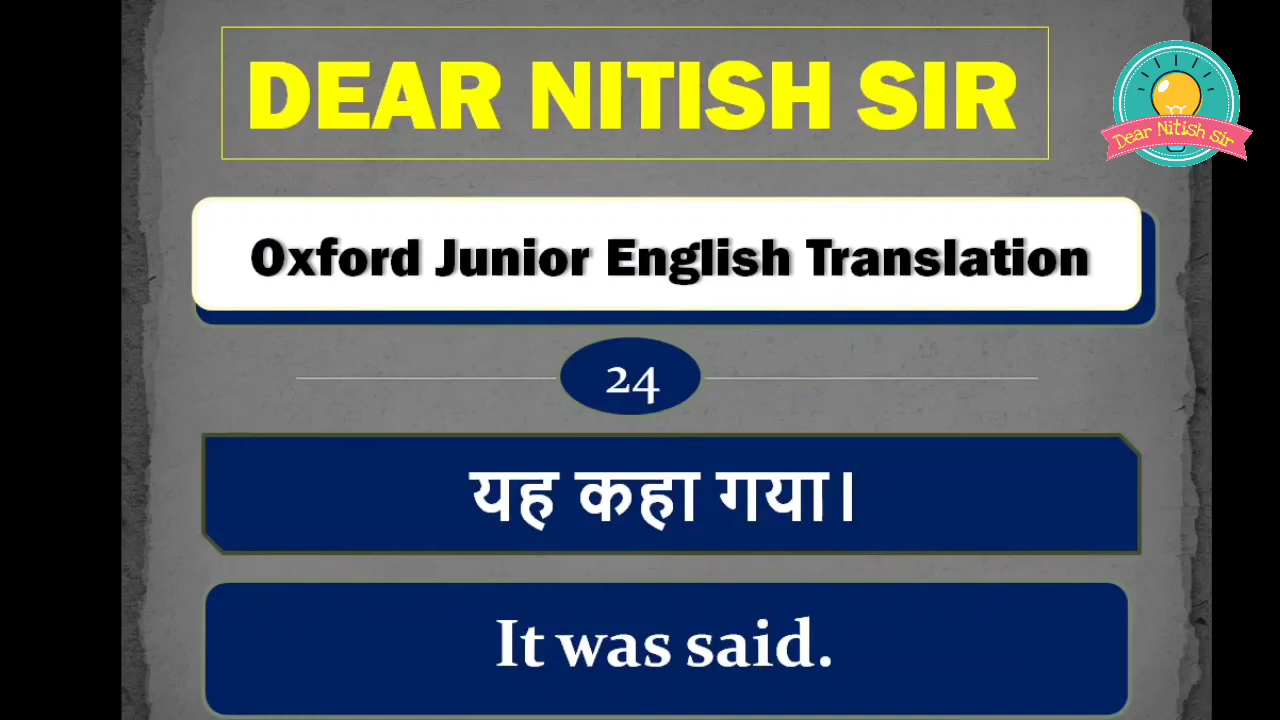 DEAR NITISH SIR
Dear Nitish sir
Oxford Junior English Translation
24
यह कहा गया।
It was said.